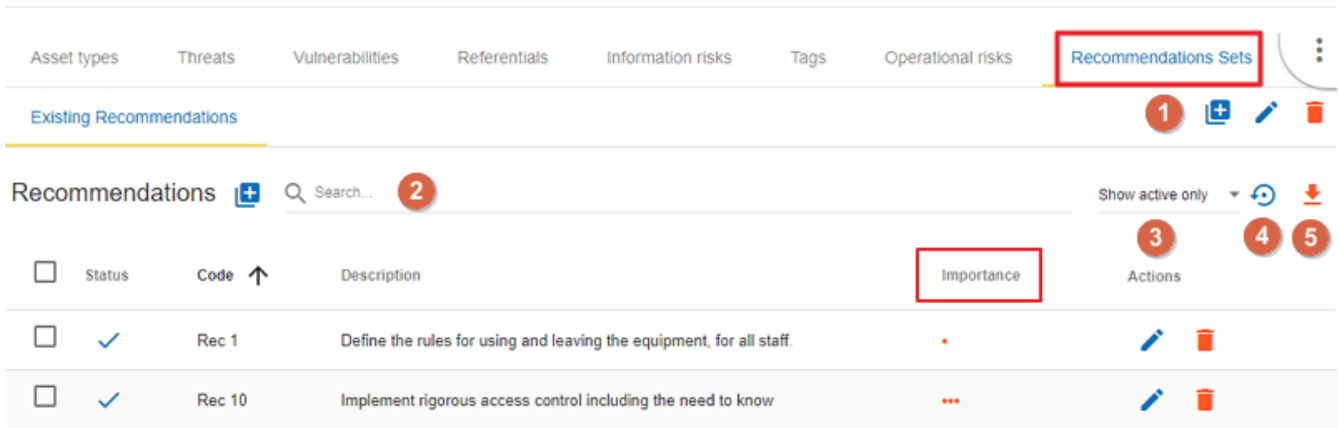 Asset types Threats Vulnerabilities Referentials Information risks Tags Operational risks Recommendations Sets
Existing Recommendations 1
Recommendations Search... 2 Show active only
3 4 5
Status Code Description Importance Actions
Rec 1 Define the rules for using and leaving the equipment, for all staff. •
Rec 10 Implement rigorous access control including the need to know •••